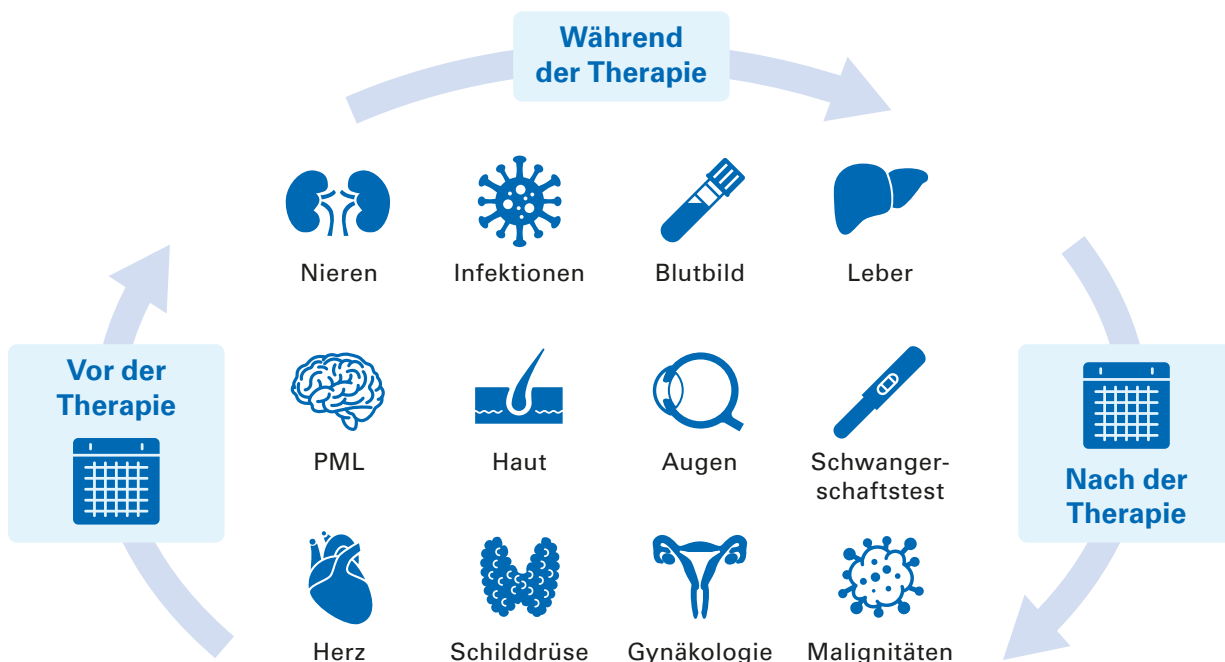 Während
der Therapie
Nieren
Infektionen
Blutbild
Leber
Vor der
Therapie
PML
Haut
Augen
Schwanger-
schaftstest
Nach der
Therapie
Herz
Schilddrüse
Gynäkologie
Malignitäten